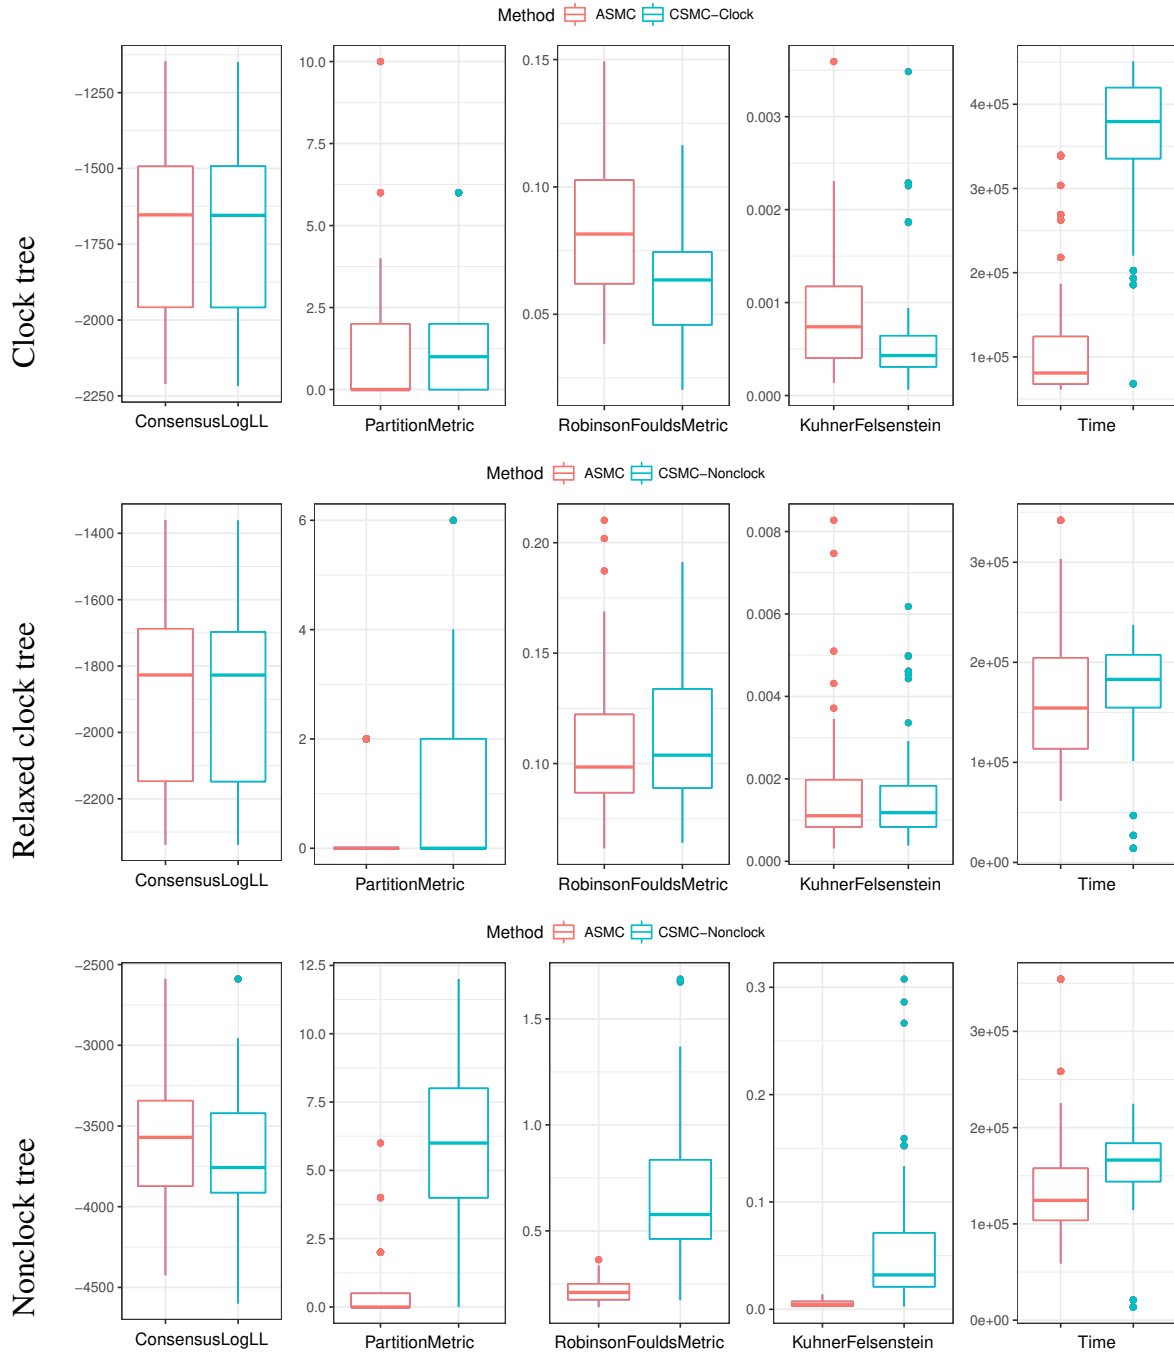 Method ASMC CSMC−Clock
Clock tree
−1250
−1500
−1750
−2000
−2250
ConsensusLogLL
10.0
7.5
5.0
2.5
0.0
PartitionMetric
0.15
0.10
0.05
RobinsonFouldsMetric
0.003
0.002
0.001
0.000
KuhnerFelsenstein
4e+05
3e+05
2e+05
1e+05
Time
Method ASMC CSMC−Nonclock
Relaxed clock tree
−1400
−1600
−1800
−2000
−2200
ConsensusLogLL
6
4
2
0
PartitionMetric
0.20
0.15
0.10
RobinsonFouldsMetric
0.008
0.006
0.004
0.002
0.000
KuhnerFelsenstein
3e+05
2e+05
1e+05
0e+00
Time
Method ASMC CSMC−Nonclock
Nonclock tree
−2500
−3000
−3500
−4000
−4500
ConsensusLogLL
12.5
10.0
7.5
5.0
2.5
0.0
PartitionMetric
1.5
1.0
0.5
RobinsonFouldsMetric
0.3
0.2
0.1
0.0
KuhnerFelsenstein
3e+05
2e+05
1e+05
0e+00
Time